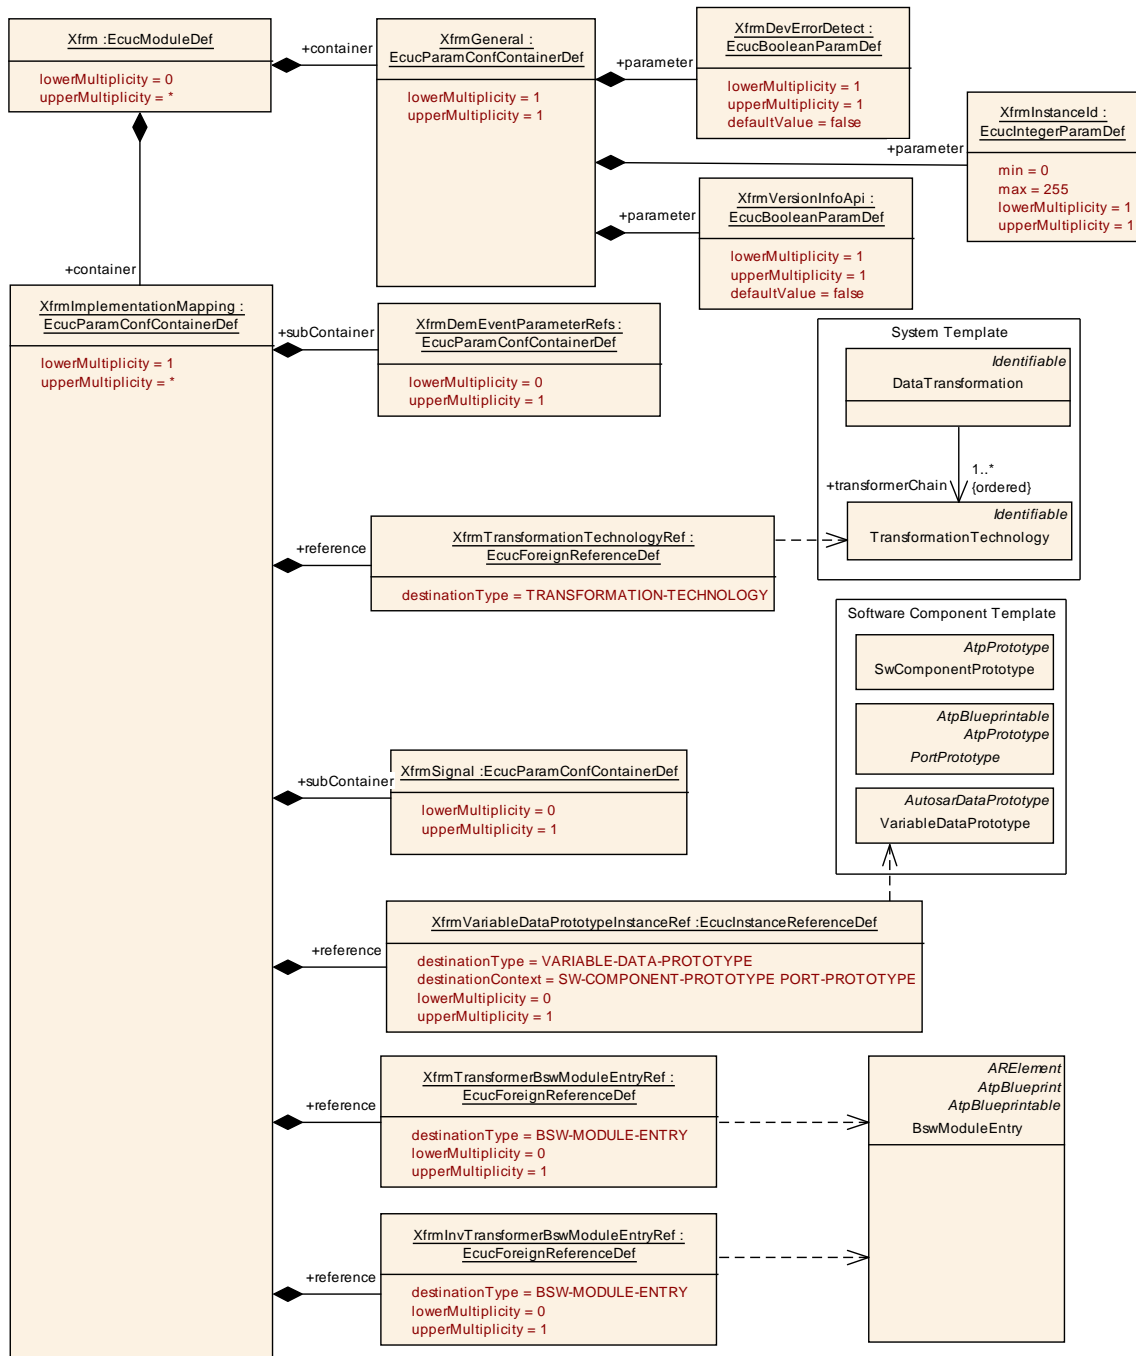 Xfrm :EcucModuleDef
lowerMultiplicity = 0
upperMultiplicity = *
+container
XfrmGeneral :
EcucParamConfContainerDef
lowerMultiplicity = 1
upperMultiplicity = 1
+parameter
XfrmDevErrorDetect :
EcucBooleanParamDef
lowerMultiplicity = 1
upperMultiplicity = 1
defaultValue = false
+parameter
XfrmInstanceId :
EcucIntegerParamDef
min = 0
max = 255
lowerMultiplicity = 1
upperMultiplicity = 1
+parameter
XfrmVersionInfoApi :
EcucBooleanParamDef
lowerMultiplicity = 1
upperMultiplicity = 1
defaultValue = false
+container
XfrmImplementationMapping :
EcucParamConfContainerDef
lowerMultiplicity = 1
upperMultiplicity = *
+subContainer
XfrmDemEventParameterRefs :
EcucParamConfContainerDef
lowerMultiplicity = 0
upperMultiplicity = 1
System Template
Identifiable
DataTransformation
+transformerChain
1..*
{ordered}
Identifiable
TransformationTechnology
+reference
XfrmTransformationTechnologyRef :
EcucForeignReferenceDef
destinationType = TRANSFORMATION-TECHNOLOGY
Software Component Template
AtpPrototype
SwComponentPrototype
AtpBlueprintable
AtpPrototype
PortPrototype
AutosarDataPrototype
VariableDataPrototype
+subContainer
XfrmSignal :EcucParamConfContainerDef
lowerMultiplicity = 0
upperMultiplicity = 1
+reference
XfrmVariableDataPrototypeInstanceRef :EcucInstanceReferenceDef
destinationType = VARIABLE-DATA-PROTOTYPE
destinationContext = SW-COMPONENT-PROTOTYPE PORT-PROTOTYPE
lowerMultiplicity = 0
upperMultiplicity = 1
+reference
XfrmTransformerBswModuleEntryRef :
EcucForeignReferenceDef
destinationType = BSW-MODULE-ENTRY
lowerMultiplicity = 0
upperMultiplicity = 1
ARElement
AtpBlueprint
AtpBlueprintable
BswModuleEntry
+reference
XfrmInvTransformerBswModuleEntryRef :
EcucForeignReferenceDef
destinationType = BSW-MODULE-ENTRY
lowerMultiplicity = 0
upperMultiplicity = 1